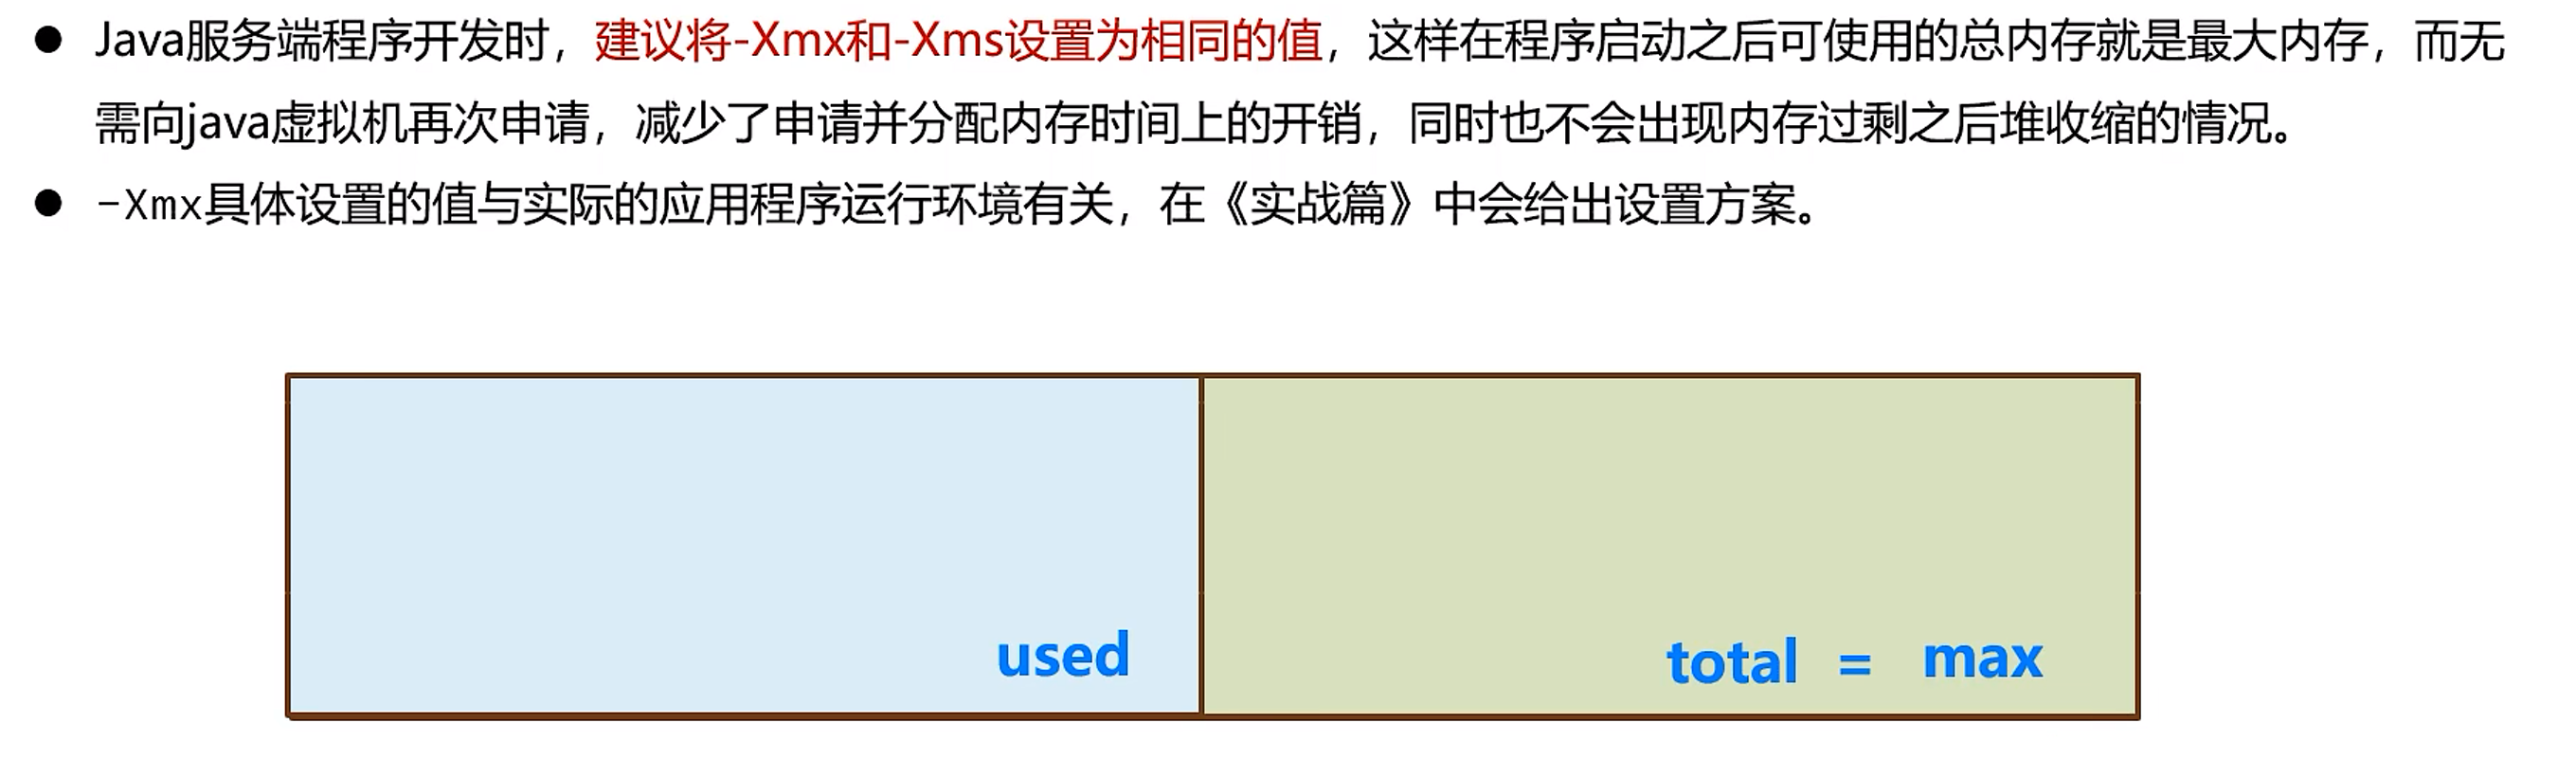 ● Java服务端程序开发时，建议将-Xmx和-Xms设置为相同的值，这样在程序启动之后可使用的总内存就是最大内存，而无
需向java虚拟机再次申请，减少了申请并分配内存时间上的开销，同时也不会出现内存过剩之后堆收缩的情况。
● -Xmx具体设置的值与实际的应用程序运行环境有关，在《实战篇》中会给出设置方案。
used
total = max